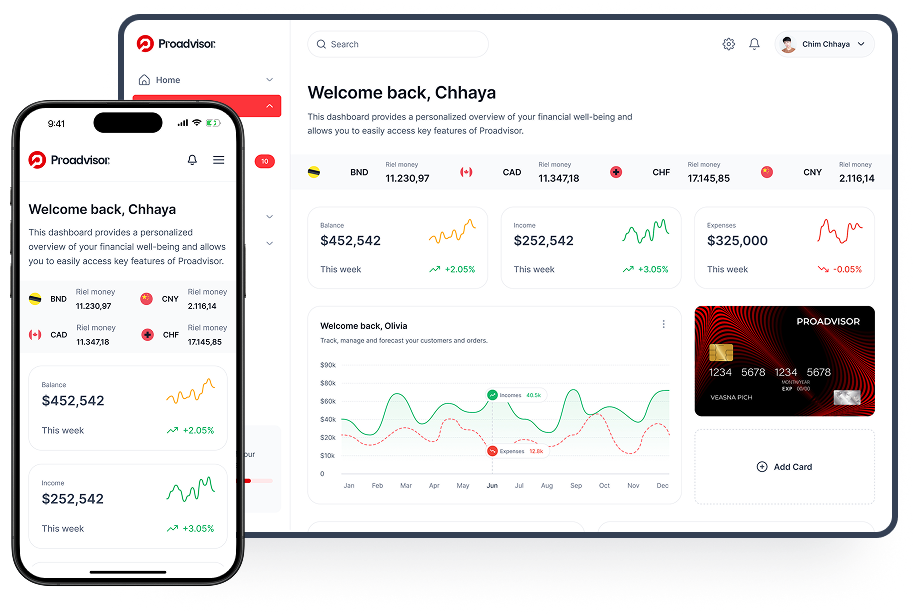 Proadvisor
Search
Chim Chhaya
Home
10
Welcome back, Chhaya
This dashboard provides a personalized overview of your financial well-being and
allows you to easily access key features of Proadvisor.
BND
Riel money
11.230,97
CAD
Riel money
11.347,18
CHF
Riel money
17.145,85
CNY
Riel money
2.116,14
Balance
$452,542
This week
+2.05%
Income
$252,542
This week
+3.05%
Expenses
$325,000
This week
-0.05%
Welcome back, Olivia
Track, manage and forecast your customers and orders.
$90k
$80k
$60k
$40k
$20k
$10k
0
Incomes 40.5k
Expenses 12.8k
Jan Feb Mar Apr May Jun Jul Aug Sep Oct Nov Dec
PROADVISOR
1234 5678 1234 5678
MONTH/YEAR
EXP 00/00
VEASNA PICH
Add Card
our
9:41
Proadvisor
Welcome back, Chhaya
This dashboard provides a personalized
overview of your financial well-being and allows
you to easily access key features of Proadvisor.
BND
Riel money
11.230,97
CNY
Riel money
2.116,14
CAD
Riel money
11.347,18
CHF
Riel money
17.145,85
Balance
$452,542
This week
+2.05%
Income
$252,542
This week
+3.05%